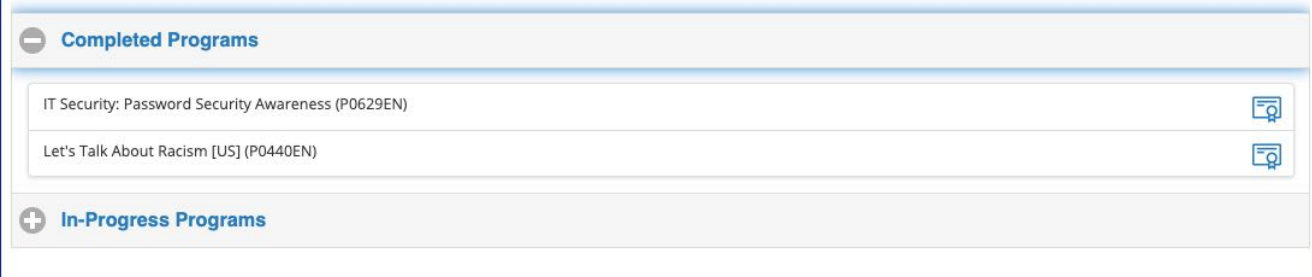 Completed Programs
IT Security: Password Security Awareness (P0629EN)
Let's Talk About Racism [US] (P0440EN)
In-Progress Programs